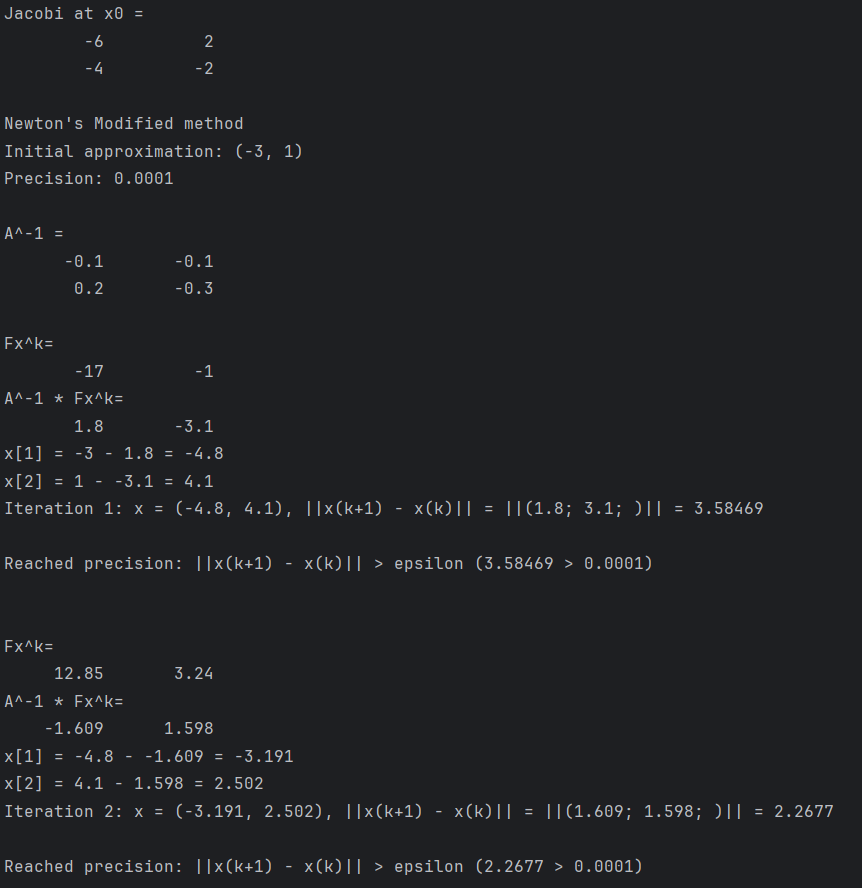 Jacobi at x0 =
        -6          2
        -4         -2

Newton's Modified method
Initial approximation: (-3, 1)
Precision: 0.0001

A^-1 =
      -0.1       -0.1
       0.2       -0.3

Fx^k=
       -17         -1
A^-1 * Fx^k=
       1.8       -3.1
x[1] = -3 - 1.8 = -4.8
x[2] = 1 - -3.1 = 4.1
Iteration 1: x = (-4.8, 4.1), ||x(k+1) - x(k)|| = ||(1.8; 3.1; )|| = 3.58469

Reached precision: ||x(k+1) - x(k)|| > epsilon (3.58469 > 0.0001)


Fx^k=
     12.85       3.24
A^-1 * Fx^k=
    -1.609      1.598
x[1] = -4.8 - -1.609 = -3.191
x[2] = 4.1 - 1.598 = 2.502
Iteration 2: x = (-3.191, 2.502), ||x(k+1) - x(k)|| = ||(1.609; 1.598; )|| = 2.2677

Reached precision: ||x(k+1) - x(k)|| > epsilon (2.2677 > 0.0001)